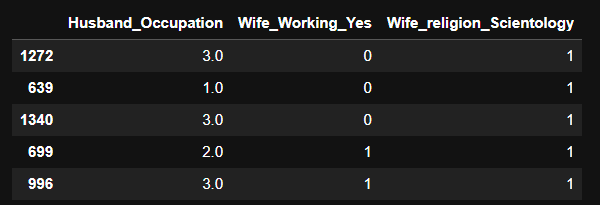 Husband_Occupation Wife_Working_Yes Wife_religion_Scientology
1272 3.0 0 1
639 1.0 0 1
1340 3.0 0 1
699 2.0 1 1
996 3.0 1 1